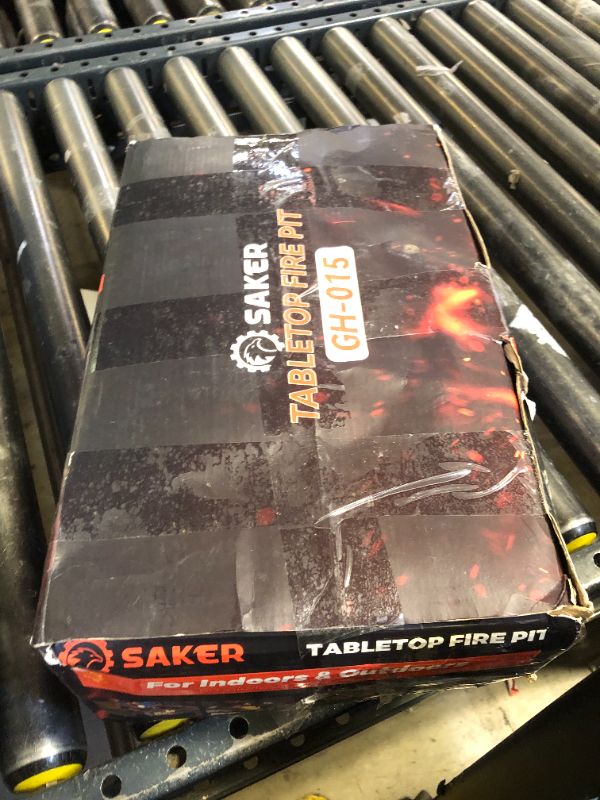 SAKER
TABLETOP FIRE PIT
GH-015
SAKER
TABLETOP FIRE PIT
For Indoors & Outdoors